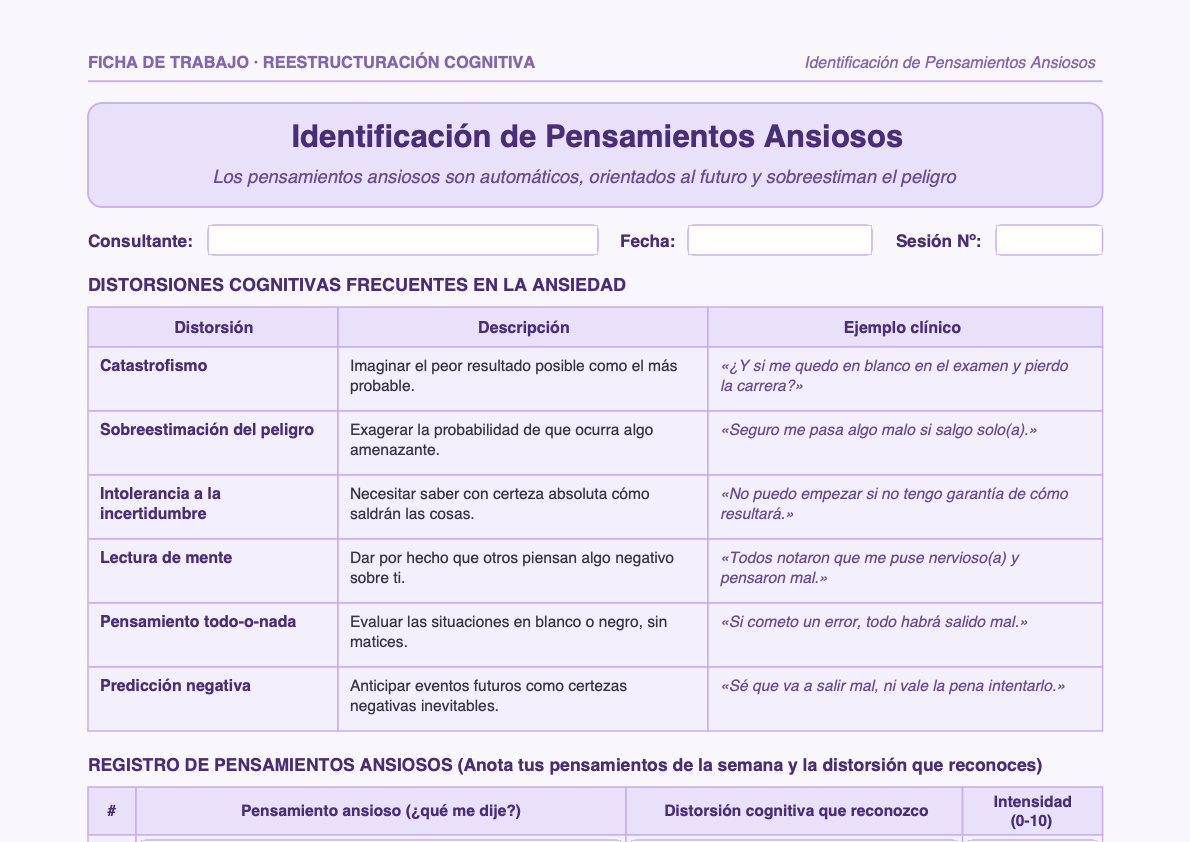 FICHA DE TRABAJO · REESTRUCTURACIÓN COGNITIVA
Identificación de Pensamientos Ansiosos
Identificación de Pensamientos Ansiosos
Los pensamientos ansiosos son automáticos, orientados al futuro y sobreestiman el peligro
Consultante:
Fecha:
Sesión Nº:
DISTORSIONES COGNITIVAS FRECUENTES EN LA ANSIEDAD
Distorsión
Descripción
Ejemplo clínico
Catastrofismo
Imaginar el peor resultado posible como el más
probable.
«¿Y si me quedo en blanco en el examen y pierdo
la carrera?»
Sobreestimación del peligro
Exagerar la probabilidad de que ocurra algo
amenazante.
«Seguro me pasa algo malo si salgo solo(a).»
Intolerancia a la
incertidumbre
Necesitar saber con certeza absoluta cómo
saldrán las cosas.
«No puedo empezar si no tengo garantía de cómo
resultará.»
Lectura de mente
Dar por hecho que otros piensan algo negativo
sobre ti.
«Todos notaron que me puse nervioso(a) y
pensaron mal.»
Pensamiento todo-o-nada
Evaluar las situaciones en blanco o negro, sin
matices.
«Si cometo un error, todo habrá salido mal.»
Predicción negativa
Anticipar eventos futuros como certezas
negativas inevitables.
«Sé que va a salir mal, ni vale la pena intentarlo.»
REGISTRO DE PENSAMIENTOS ANSIOSOS (Anota tus pensamientos de la semana y la distorsión que reconoces)
#
Pensamiento ansioso (¿qué me dije?)
Distorsión cognitiva que reconozco
Intensidad
(0-10)